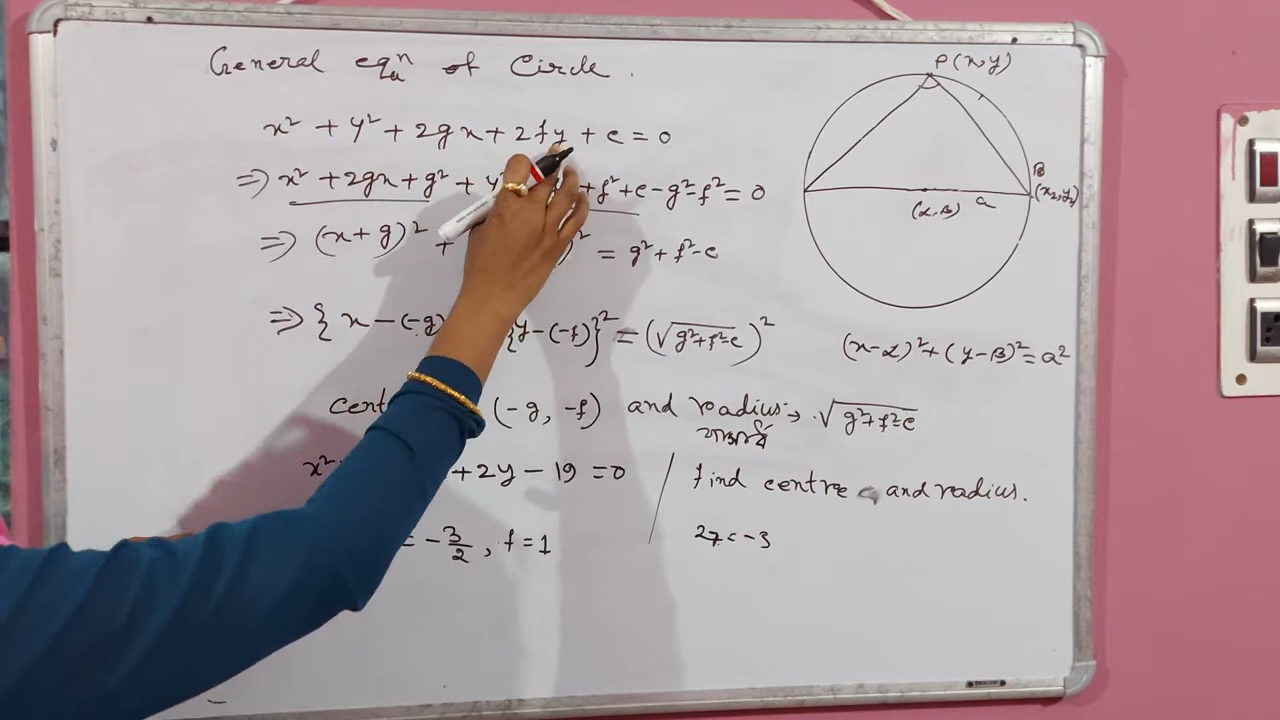 General eqn of Circle.
x² + y² + 2gx + 2fy + c = 0
⇒ x² + 2gx + g² + y² + f² + c - g² - f² = 0
⇒ (x + g)² + )² = g² + f² - c
⇒ { x - (-g) {y - (-f)}² = (√g²+f²-c)²
(-g, -f) and radius → √g²+f²-c
ব্যাসার্ধ
x² + 2y - 19 = 0
find centre and radius.
= -3/2, f = 1
2g = -3
P(x,y)
B
(x₂, y₂)
(α, β) a
(x-α)² + (y-β)² = a²